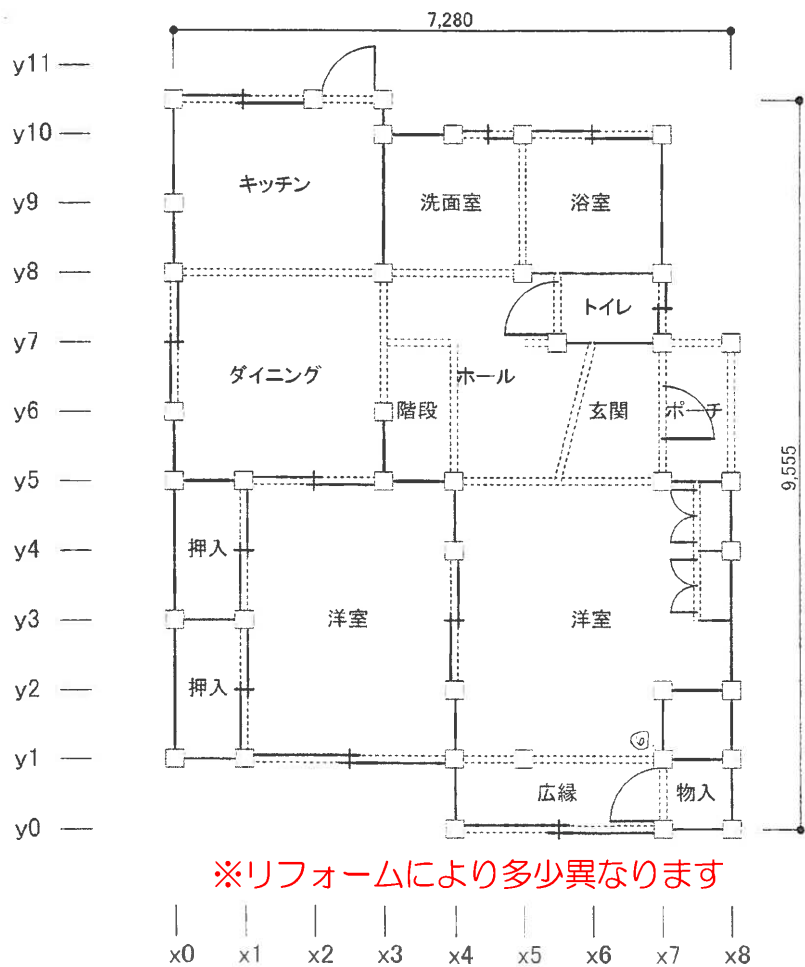 7,280
y11
y10
キッチン
洗面室
浴室
y9
y8
トイレ
y7
ダイニング
ホール
階段
玄関
ポーチ
y6
9,555
y5
押入
y4
洋室
洋室
y3
押入
y2
y1
広縁
物入
y0
※リフォームにより多少異なります
x0 x1 x2 x3 x4 x5 x6 x7 x8